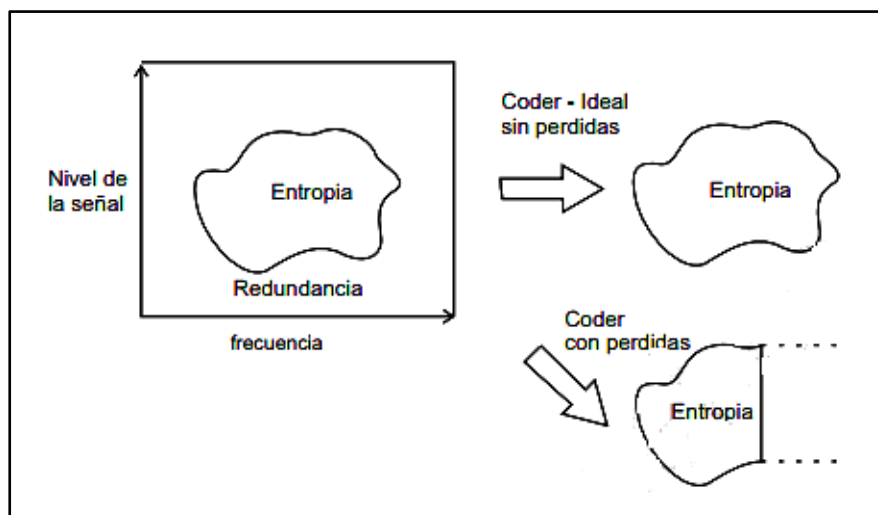 Nivel de
la señal
Entropia
Redundancia
frecuencia
Coder - Ideal
sin perdidas
Entropia
Coder
con perdidas
Entropia